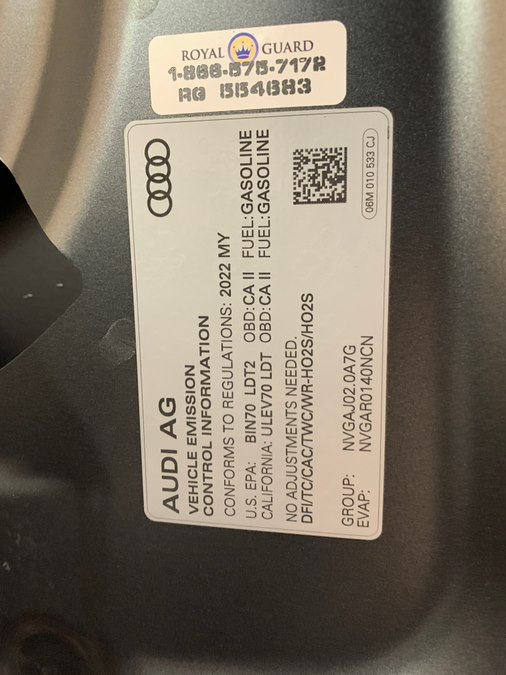 ROYAL GUARD
1-866-575-7172
RG 554683
AUDI AG
VEHICLE EMISSION
CONTROL INFORMATION
CONFORMS TO REGULATIONS: 2022 MY
U.S. EPA: BIN70 LDT2 OBD:CA II FUEL:GASOLINE
CALIFORNIA: ULEV70 LDT OBD:CA II FUEL:GASOLINE
NO ADJUSTMENTS NEEDED.
DFI/TC/CAC/TWC/WR-HO2S/HO2S
GROUP: NVGAJ02.0A7G
EVAP: NVGAR0140NCN
06M 010 533 CJ